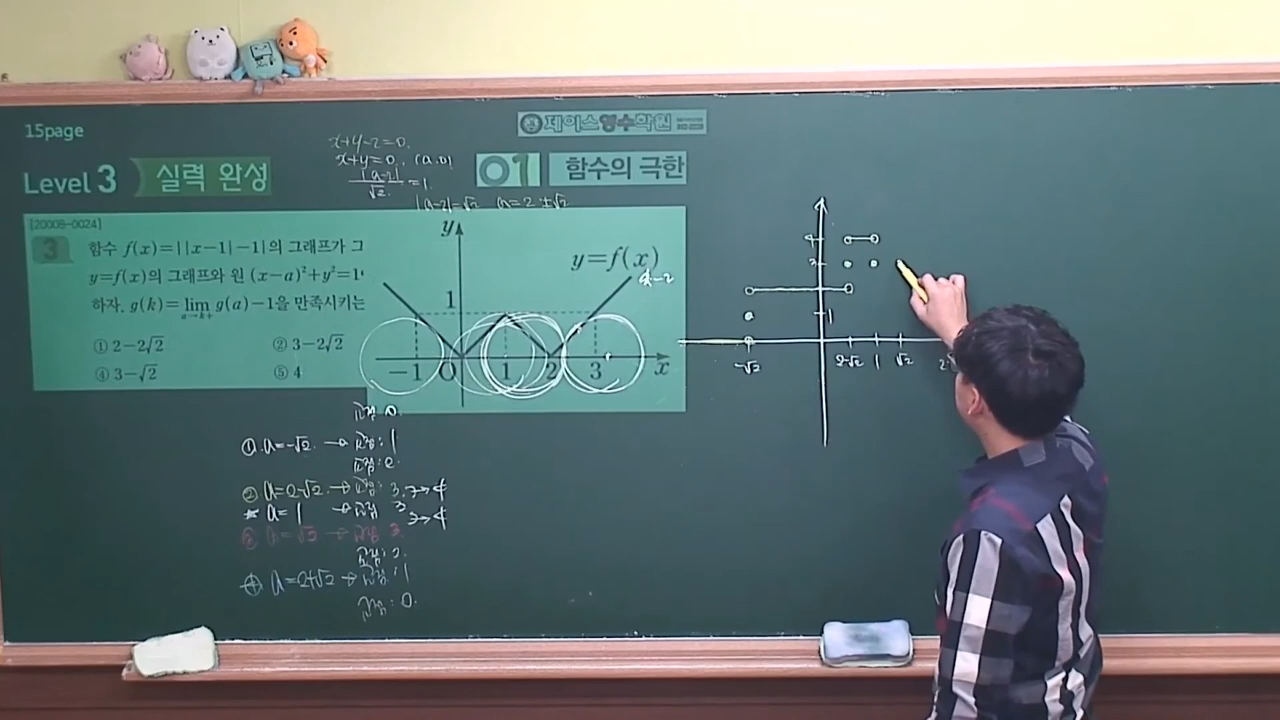 15page
제이스영수학원
Level 3 실력 완성
01 함수의 극한
x+y-2=0.
x+y=0. (a, 0)
|a-2|
√2
=1.
|a-2|=√2 a=2±√2
[20008-0024]
3
함수 f(x)=||x-1|-1|의 그래프가 그
y=f(x)의 그래프와 원 (x-a)²+y²=1
하자. g(k)=lim g(a)-1을 만족시키는
a→k+
① 2-2√2
② 3-2√2
④ 3-√2
⑤ 4
y
y=f(x)
1
-1
O
1
2
3
x
교점 0.
① a=-√2. → 교점: 1
교점: 2.
② a=2-√2. → 교점: 3. → 4
* a=1 → 교점 3 → 4
③ a=√2 → 교점 3.
교점: 2.
④ a=2+√2 → 교점: 1
교점: 0.
4
3
1
-√2
2-√2
1
√2